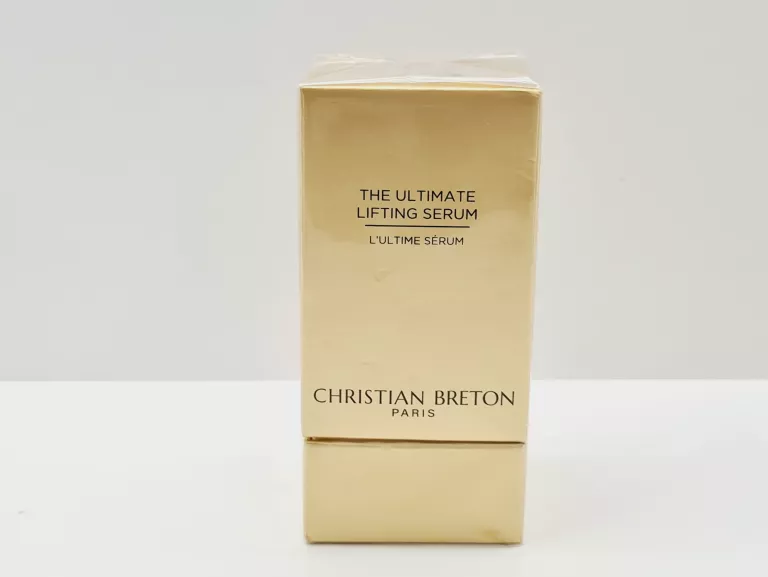 THE ULTIMATE
LIFTING SERUM
L'ULTIME SÉRUM
CHRISTIAN BRETON
PARIS